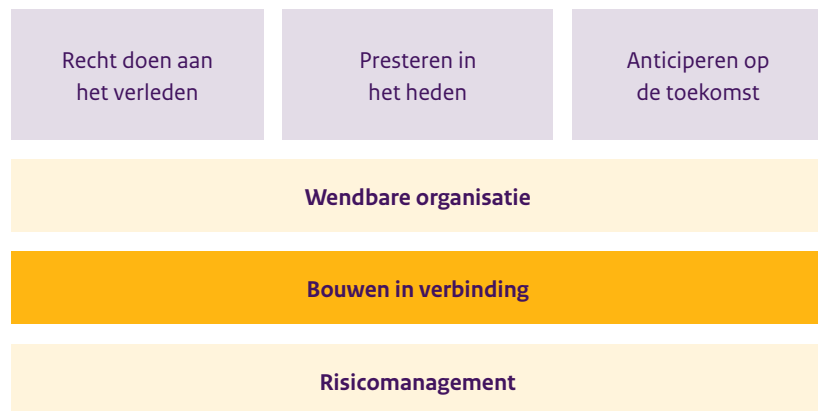 Recht doen aan
het verleden
Presteren in
het heden
Anticiperen op
de toekomst
Wendbare organisatie
Bouwen in verbinding
Risicomanagement